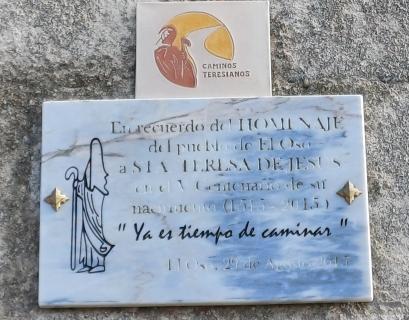 CAMINOS
TERESIANOS
En recuerdo del HOMENAJE
del pueblo de El Oso
a STA TERESA DE JESÚS
en el V Centenario de su
nacimiento (1515-2015)
" Ya es tiempo de caminar "
El Oso, 29 de Agosto 2015